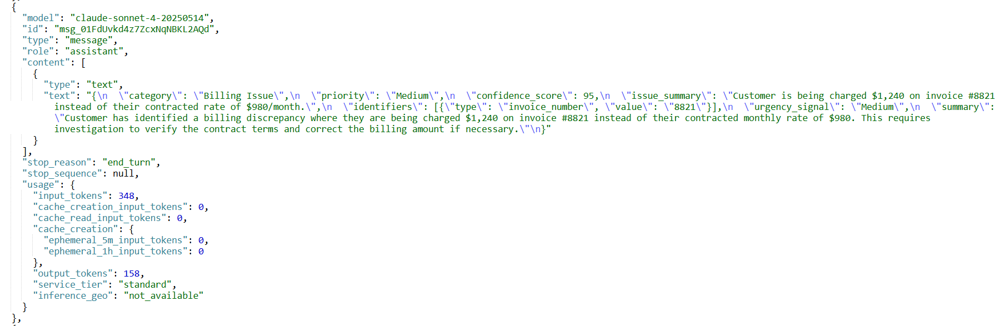 {
"model": "claude-sonnet-4-20250514",
"id": "msg_01FdUvkd4z7ZcxNqNBKL2AQd",
"type": "message",
"role": "assistant",
"content": [
{
"type": "text",
"text": "{\n  \"category\": \"Billing Issue\",\n  \"priority\": \"Medium\",\n  \"confidence_score\": 95,\n  \"issue_summary\": \"Customer is being charged $1,240 on invoice #8821
instead of their contracted rate of $980/month.\",\n  \"identifiers\": [{\"type\": \"invoice_number\", \"value\": \"8821\"}],\n  \"urgency_signal\": \"Medium\",\n  \"summary\":
\"Customer has identified a billing discrepancy where they are being charged $1,240 on invoice #8821 instead of their contracted monthly rate of $980. This requires
investigation to verify the contract terms and correct the billing amount if necessary.\"\n}"
}
],
"stop_reason": "end_turn",
"stop_sequence": null,
"usage": {
"input_tokens": 348,
"cache_creation_input_tokens": 0,
"cache_read_input_tokens": 0,
"cache_creation": {
"ephemeral_5m_input_tokens": 0,
"ephemeral_1h_input_tokens": 0
},
"output_tokens": 158,
"service_tier": "standard",
"inference_geo": "not_available"
}
},